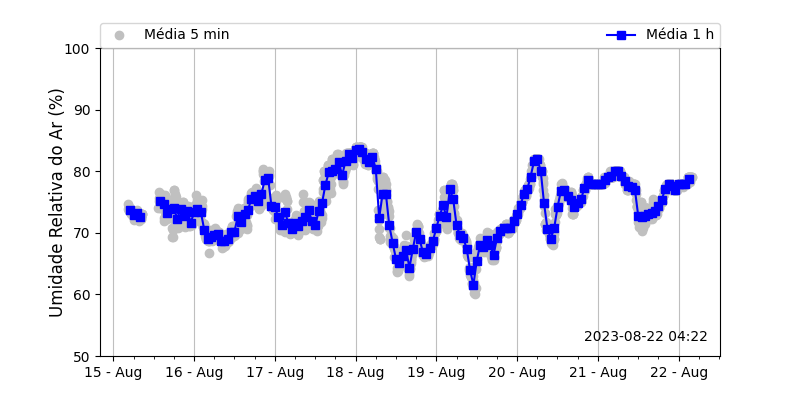 Média 5 min
Média 1 h
Umidade Relativa do Ar (%)
100
90
80
70
60
50
2023-08-22 04:22
15 - Aug
16 - Aug
17 - Aug
18 - Aug
19 - Aug
20 - Aug
21 - Aug
22 - Aug